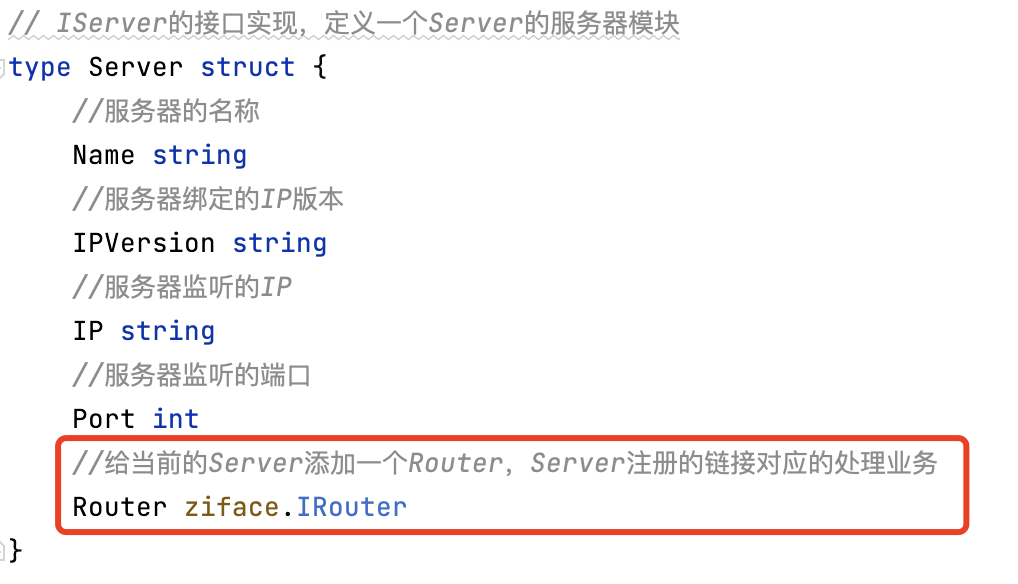 // IServer的接口实现，定义一个Server的服务器模块
type Server struct {
//服务器的名称
Name string
//服务器绑定的IP版本
IPVersion string
//服务器监听的IP
IP string
//服务器监听的端口
Port int
//给当前的Server添加一个Router，Server注册的链接对应的处理业务
Router ziface.IRouter
}